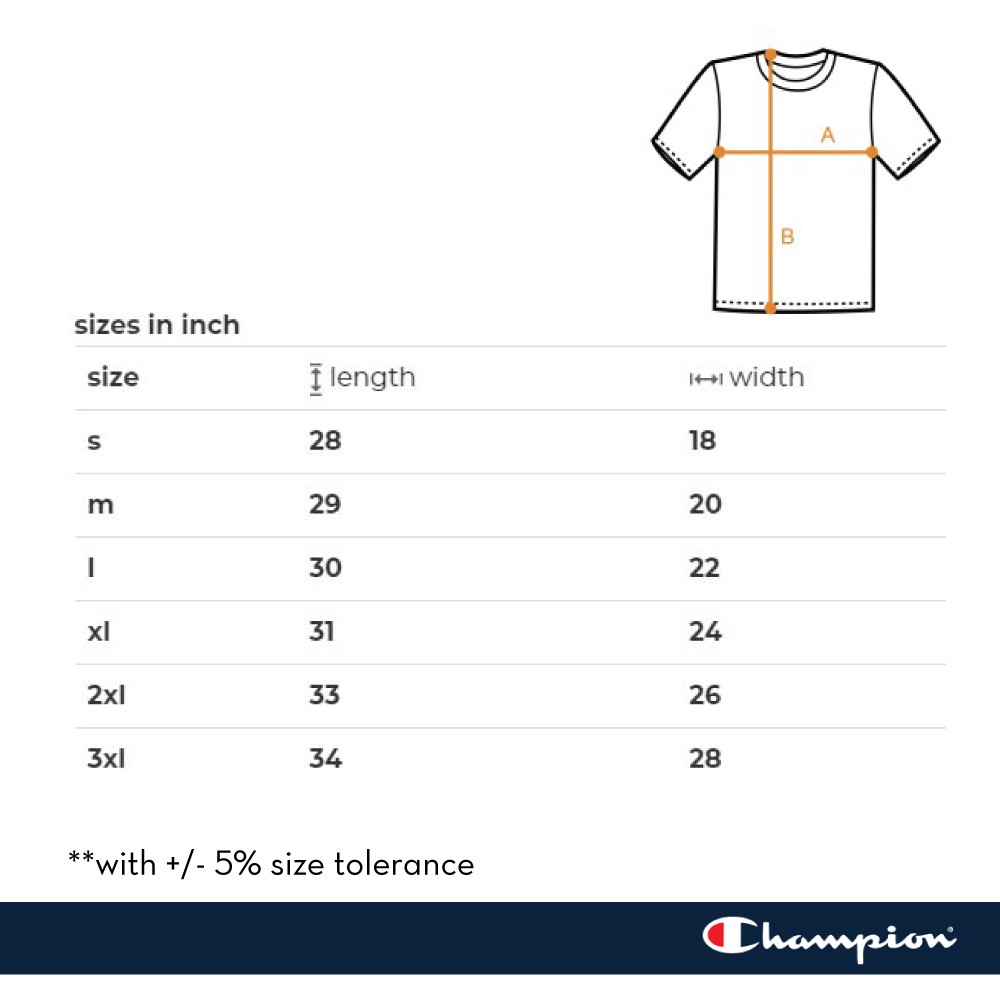 A
B
sizes in inch
size length width
s 28 18
m 29 20
l 30 22
xl 31 24
2xl 33 26
3xl 34 28
**with +/- 5% size tolerance
Champion®